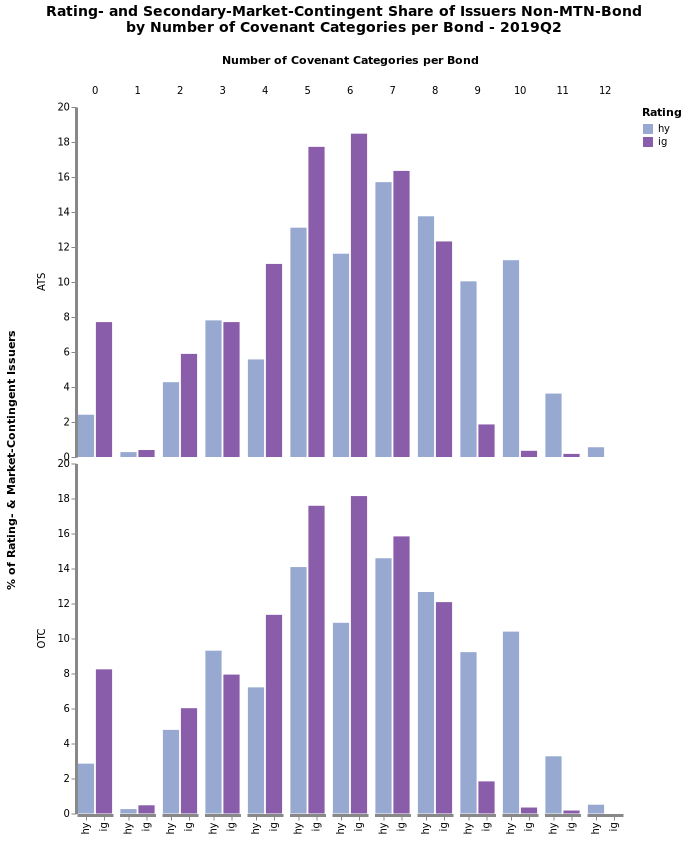 Rating- and Secondary-Market-Contingent Share of Issuers Non-MTN-Bond
by Number of Covenant Categories per Bond - 2019Q2
Number of Covenant Categories per Bond
0 1 2 3 4 5 6 7 8 9 10 11 12
Rating
hy
ig
% of Rating- & Market-Contingent Issuers
ATS
20
18
16
14
12
10
8
6
4
2
0
OTC
20
18
16
14
12
10
8
6
4
2
0
hy ig hy ig hy ig hy ig hy ig hy ig hy ig hy ig hy ig hy ig hy ig hy ig hy ig